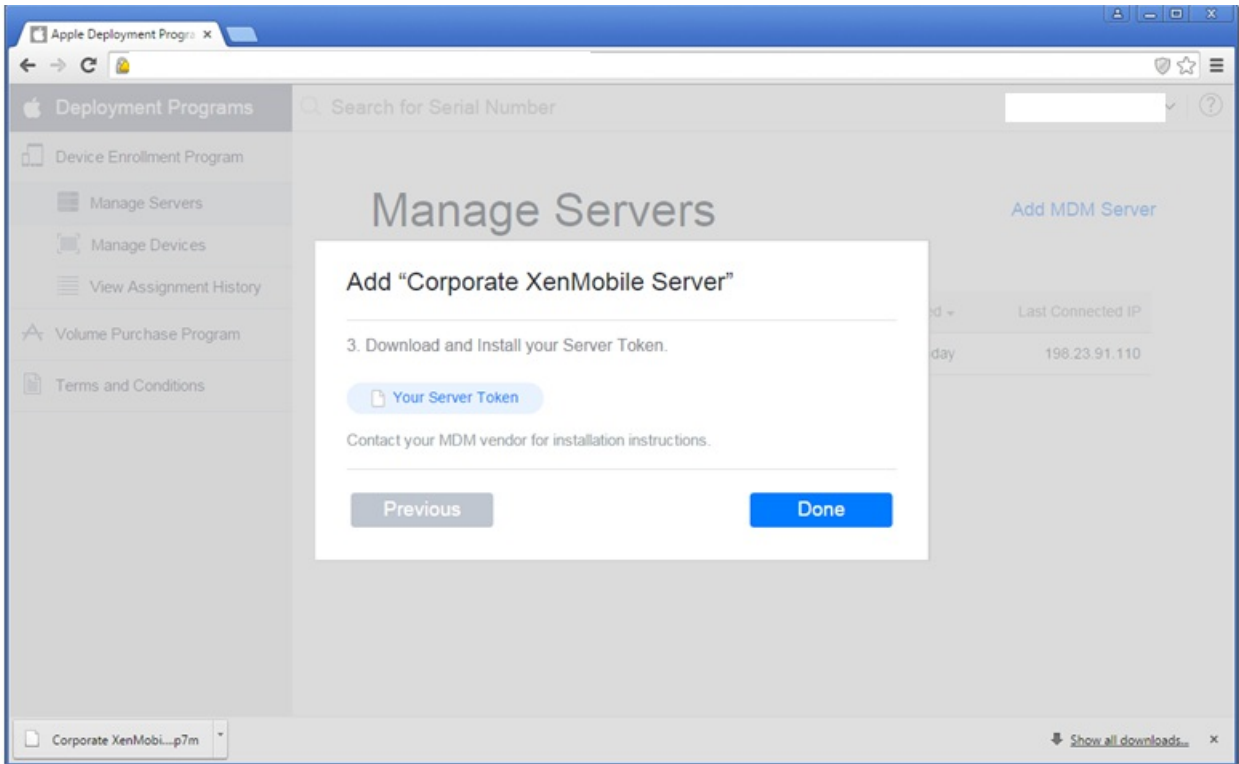 Apple Deployment Progra
Deployment Programs
Search for Serial Number
Device Enrollment Program
Manage Servers
Manage Devices
View Assignment History
Volume Purchase Program
Terms and Conditions
Manage Servers
Add MDM Server
Last Connected IP
day
198.23.91.110
Add “Corporate XenMobile Server”
3. Download and Install your Server Token.
Your Server Token
Contact your MDM vendor for installation instructions.
Previous
Done
Corporate XenMobi....p7m
Show all downloads...